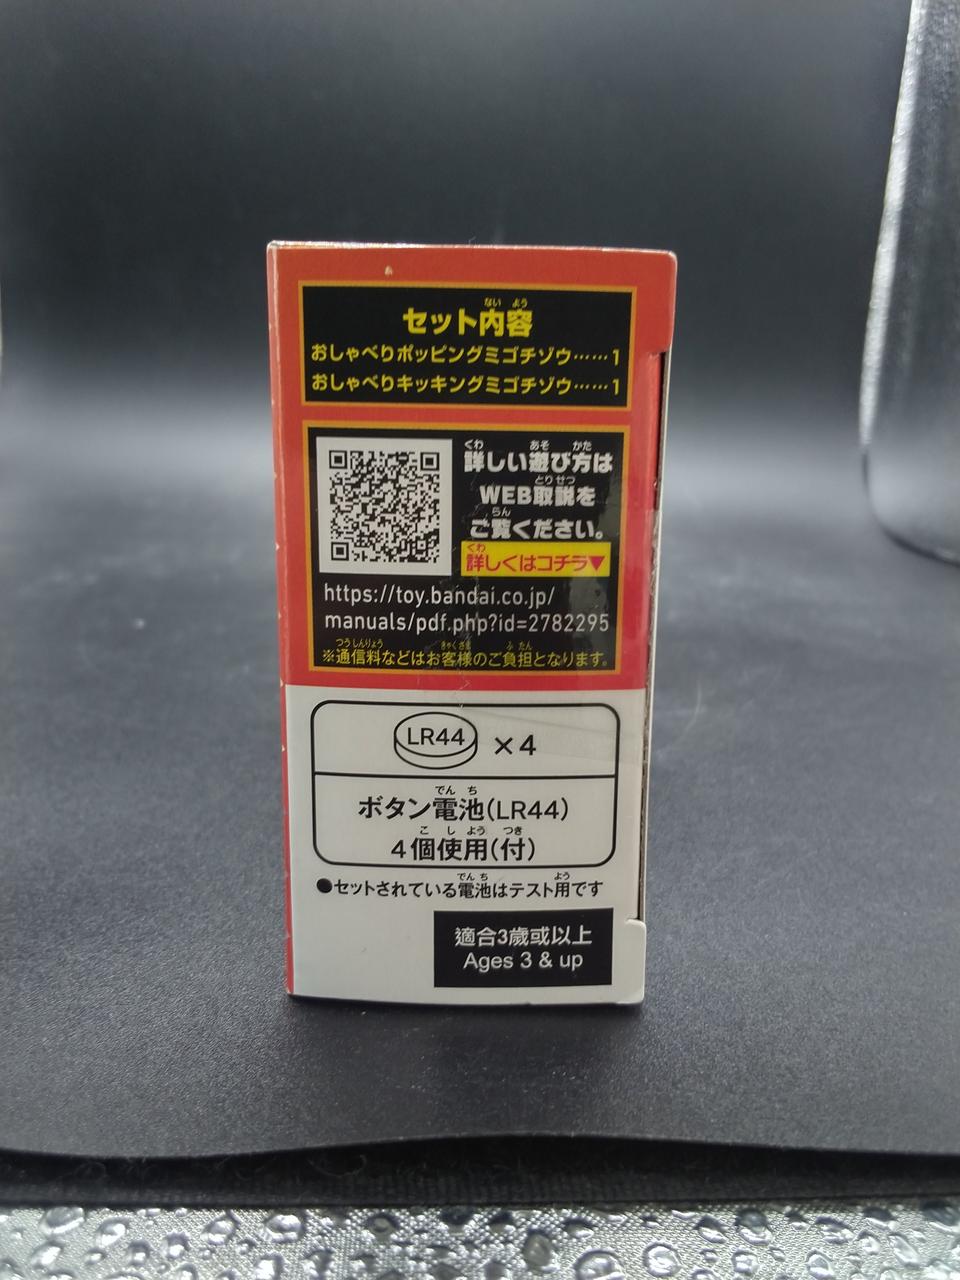 セット内容
おしゃべりポッピングミゴチゾウ……1
おしゃべりキッキングミゴチゾウ……1
詳しい遊び方は
WEB取説を
ご覧ください。
詳しくはコチラ▼
https://toy.bandai.co.jp/
manuals/pdf.php?id=2782295
※通信料などはお客様のご負担となります。
LR44 ×4
ボタン電池(LR44)
4個使用(付)
●セットされている電池はテスト用です
適合3歲或以上
Ages 3 & up